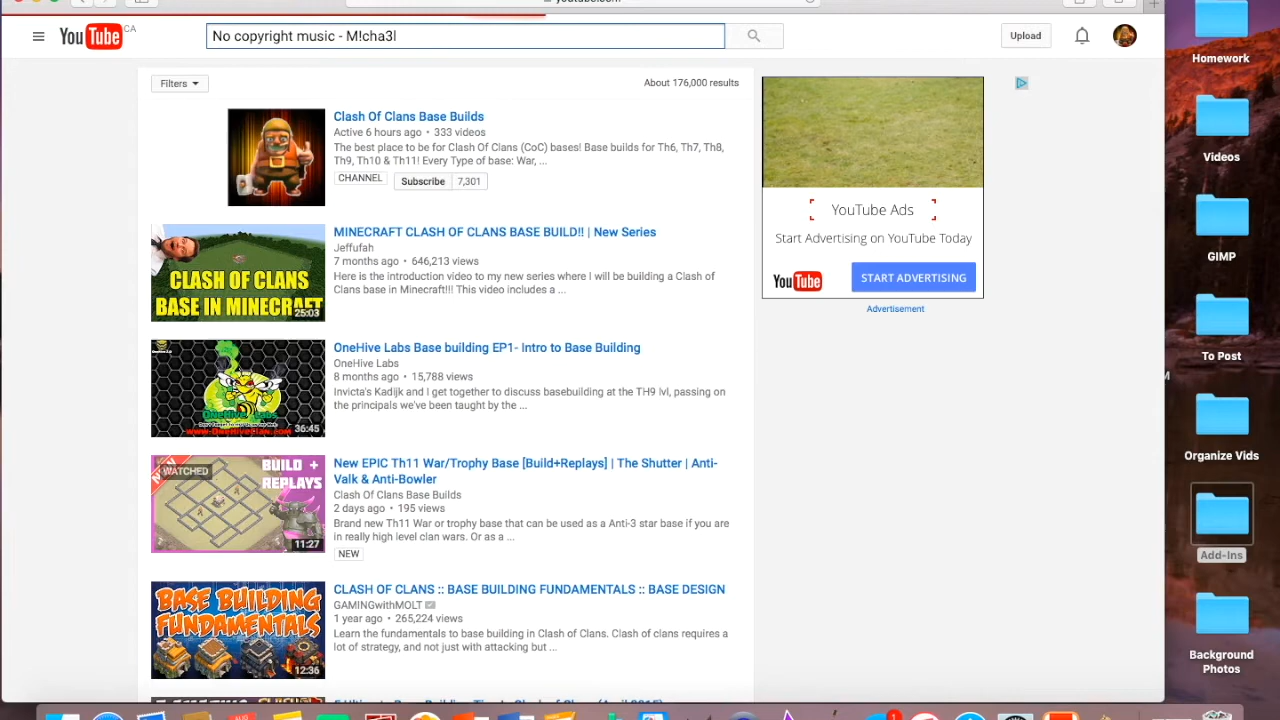 youtube.com
YouTube CA
No copyright music - M!cha3l
Upload
Filters
About 176,000 results
Clash Of Clans Base Builds
Active 6 hours ago • 333 videos
The best place to be for Clash Of Clans (CoC) bases! Base builds for Th6, Th7, Th8,
Th9, Th10 & Th11! Every Type of base: War, ...
CHANNEL
Subscribe 7,301
CLASH OF CLANS
BASE IN MINECRAFT
25:03
MINECRAFT CLASH OF CLANS BASE BUILD!! | New Series
Jeffufah
7 months ago • 646,213 views
Here is the introduction video to my new series where I will be building a Clash of
Clans base in Minecraft!!! This video includes a ...
OneHive Labs
www.OneHiveClan.com
36:45
OneHive Labs Base building EP1- Intro to Base Building
OneHive Labs
8 months ago • 15,788 views
Invicta's Kadijk and I get together to discuss basebuilding at the TH9 lvl, passing on
the principals we've been taught by the ...
WATCHED
BUILD +
REPLAYS
11:27
New EPIC Th11 War/Trophy Base [Build+Replays] | The Shutter | Anti-
Valk & Anti-Bowler
Clash Of Clans Base Builds
2 days ago • 195 views
Brand new Th11 War or trophy base that can be used as a Anti-3 star base if you are
in really high level clan wars. Or as a ...
NEW
BASE BUILDING
FUNDAMENTALS
12:36
CLASH OF CLANS :: BASE BUILDING FUNDAMENTALS :: BASE DESIGN
GAMINGwithMOLT
1 year ago • 265,224 views
Learn the fundamentals to base building in Clash of Clans. Clash of clans requires a
lot of strategy, and not just with attacking but ...
YouTube Ads
Start Advertising on YouTube Today
YouTube
START ADVERTISING
Advertisement
Homework
Videos
GIMP
To Post
Organize Vids
Add-Ins
Background
Photos
1